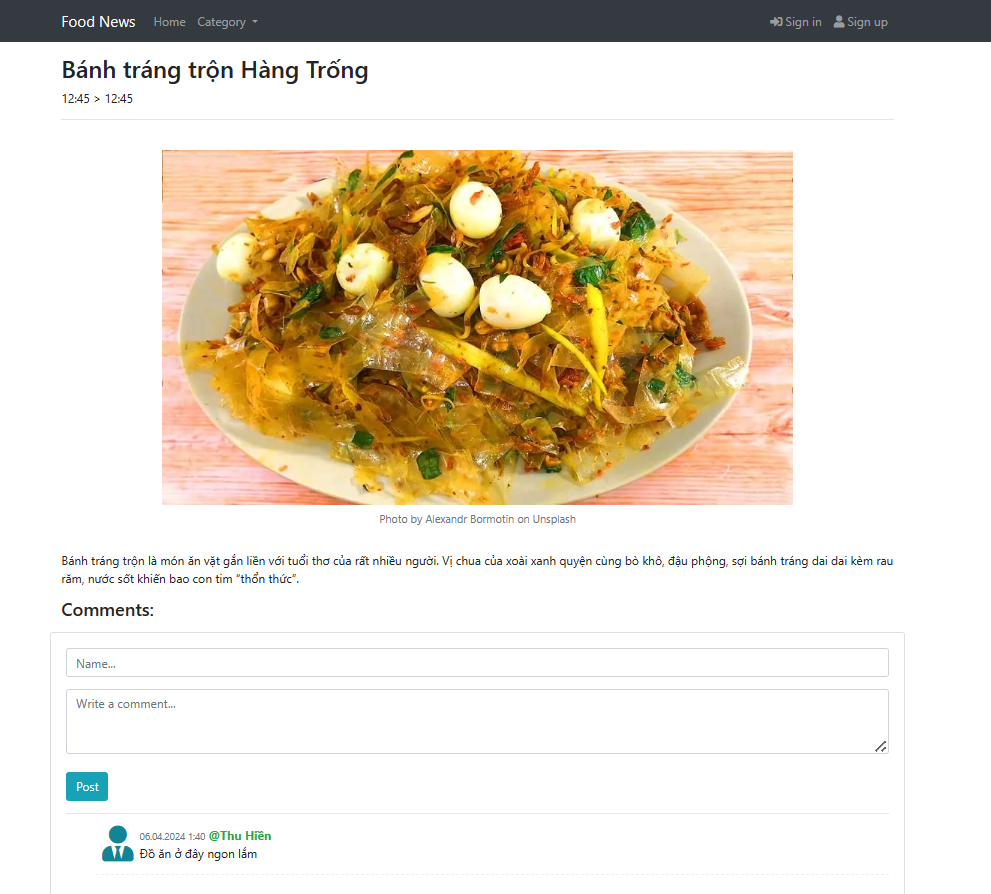 Food News Home Category Sign in Sign up
Bánh tráng trộn Hàng Trống
12:45 > 12:45
Photo by Alexandr Bormotin on Unsplash
Bánh tráng trộn là món ăn vặt gắn liền với tuổi thơ của rất nhiều người. Vị chua của xoài xanh quyện cùng bò khô, đậu phộng, sợi bánh tráng dai dai kèm rau
răm, nước sốt khiến bao con tim “thổn thức”.
Comments:
Name...
Write a comment...
Post
06.04.2024 1:40 @Thu Hiền
Đồ ăn ở đây ngon lắm